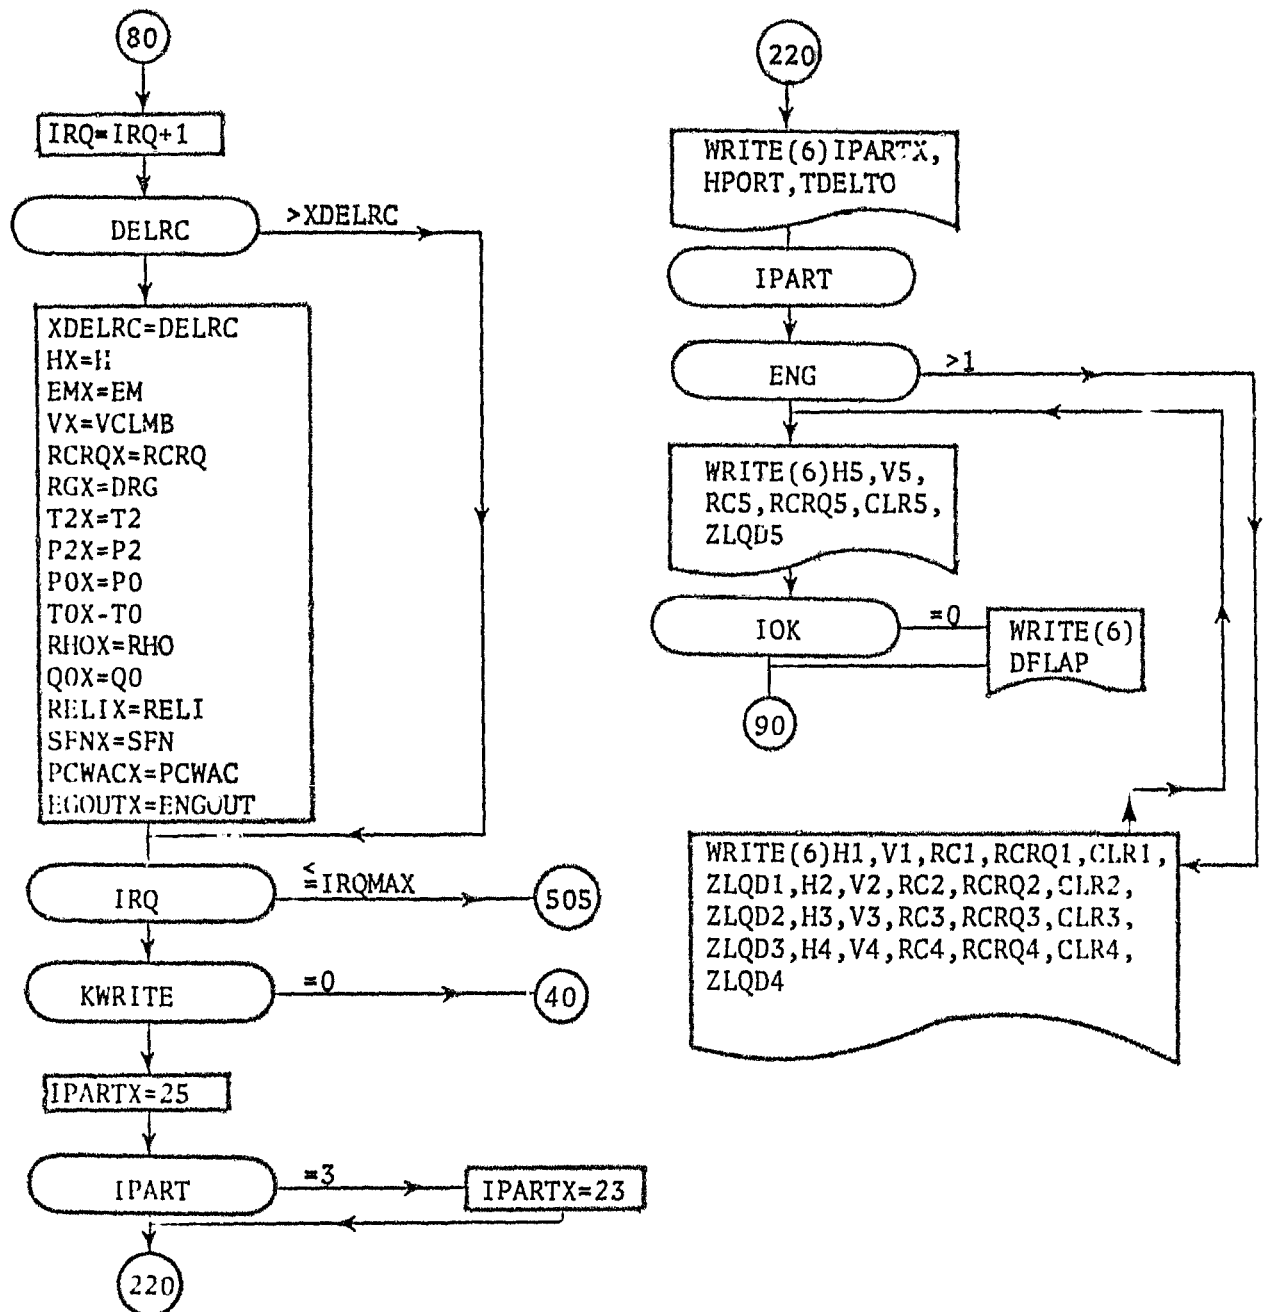 80
IRQ=IRQ+1
DELRC
>XDELRC
XDELRC=DELRC
HX=H
EMX=EM
VX=VCLMB
RCRQX=RCRQ
RGX=DRG
T2X=T2
P2X=P2
P0X=P0
T0X-T0
RHOX=RHO
Q0X=Q0
RELIX=RELI
SFNX=SFN
PCWACX=PCWAC
EGOUTX=ENGOUT
IRQ
≤IRQMAX
505
KWRITE
=0
40
IPARTX=25
IPART
=3
IPARTX=23
220
220
WRITE(6)IPARTX,
HPORT,TDELTO
IPART
ENG
>1
WRITE(6)H5,V5,
RC5,RCRQ5,CLR5,
ZLQD5
IOK
=0
WRITE(6)
DFLAP
90
WRITE(6)H1,V1,RC1,RCRQ1,CLR1,
ZLQD1,H2,V2,RC2,RCRQ2,CLR2,
ZLQD2,H3,V3,RC3,RCRQ3,CLR3,
ZLQD3,H4,V4,RC4,RCRQ4,CLR4,
ZLQD4